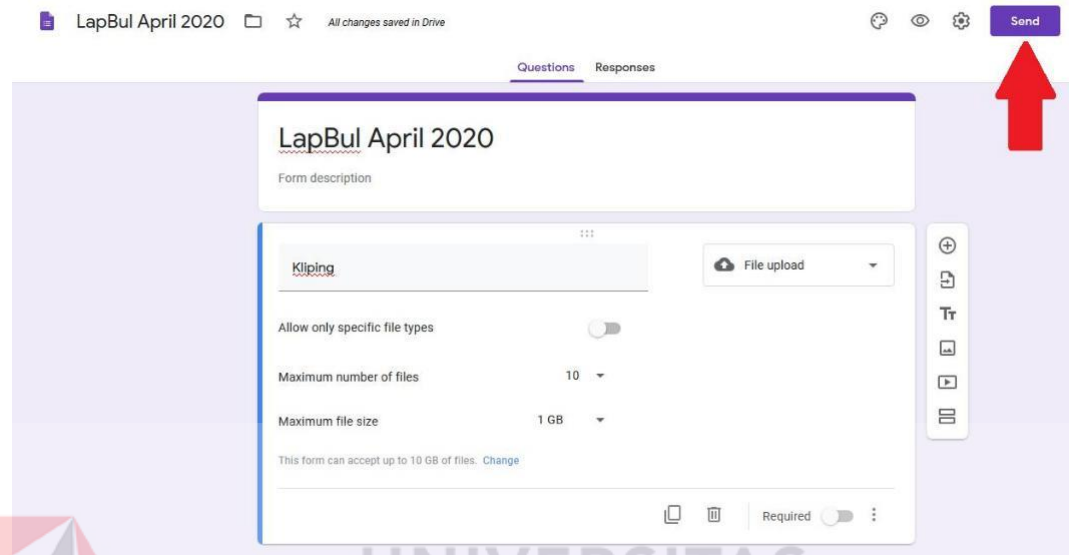 LapBul April 2020 All changes saved in Drive Send
Questions Responses
LapBul April 2020
Form description
Kliping File upload
Allow only specific file types
Maximum number of files 10
Maximum file size 1 GB
This form can accept up to 10 GB of files. Change
Required
UNIVERSITAS